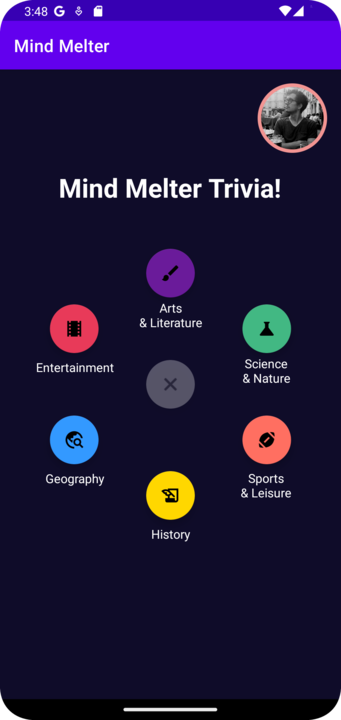 3:48
Mind Melter
Mind Melter Trivia!
Arts
& Literature
Entertainment
Science
& Nature
Geography
Sports
& Leisure
History